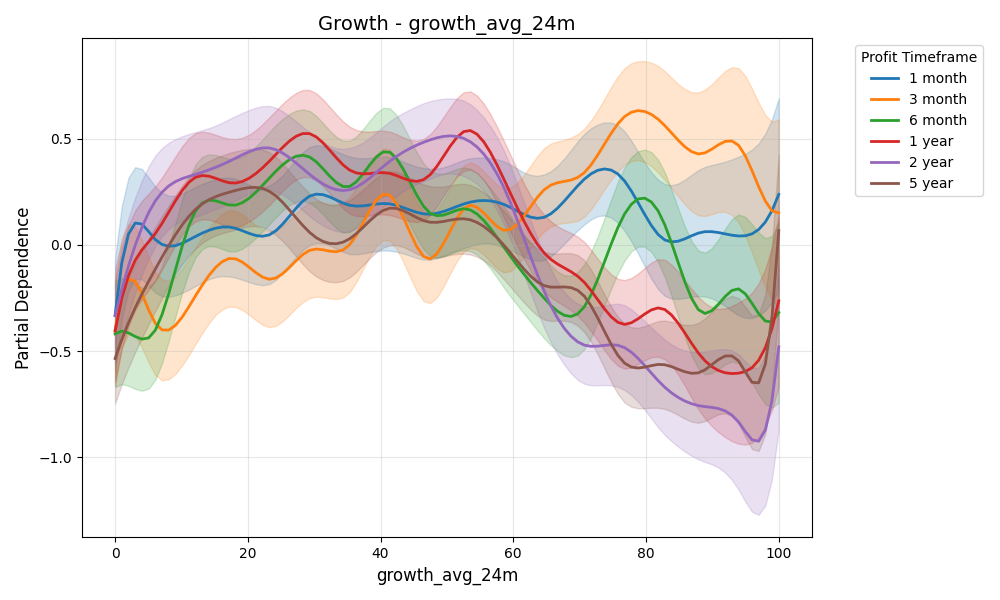 Growth - growth_avg_24m
Profit Timeframe
1 month
3 month
6 month
1 year
2 year
5 year
Partial Dependence
0.5
0.0
−0.5
−1.0
0
20
40
60
80
100
growth_avg_24m